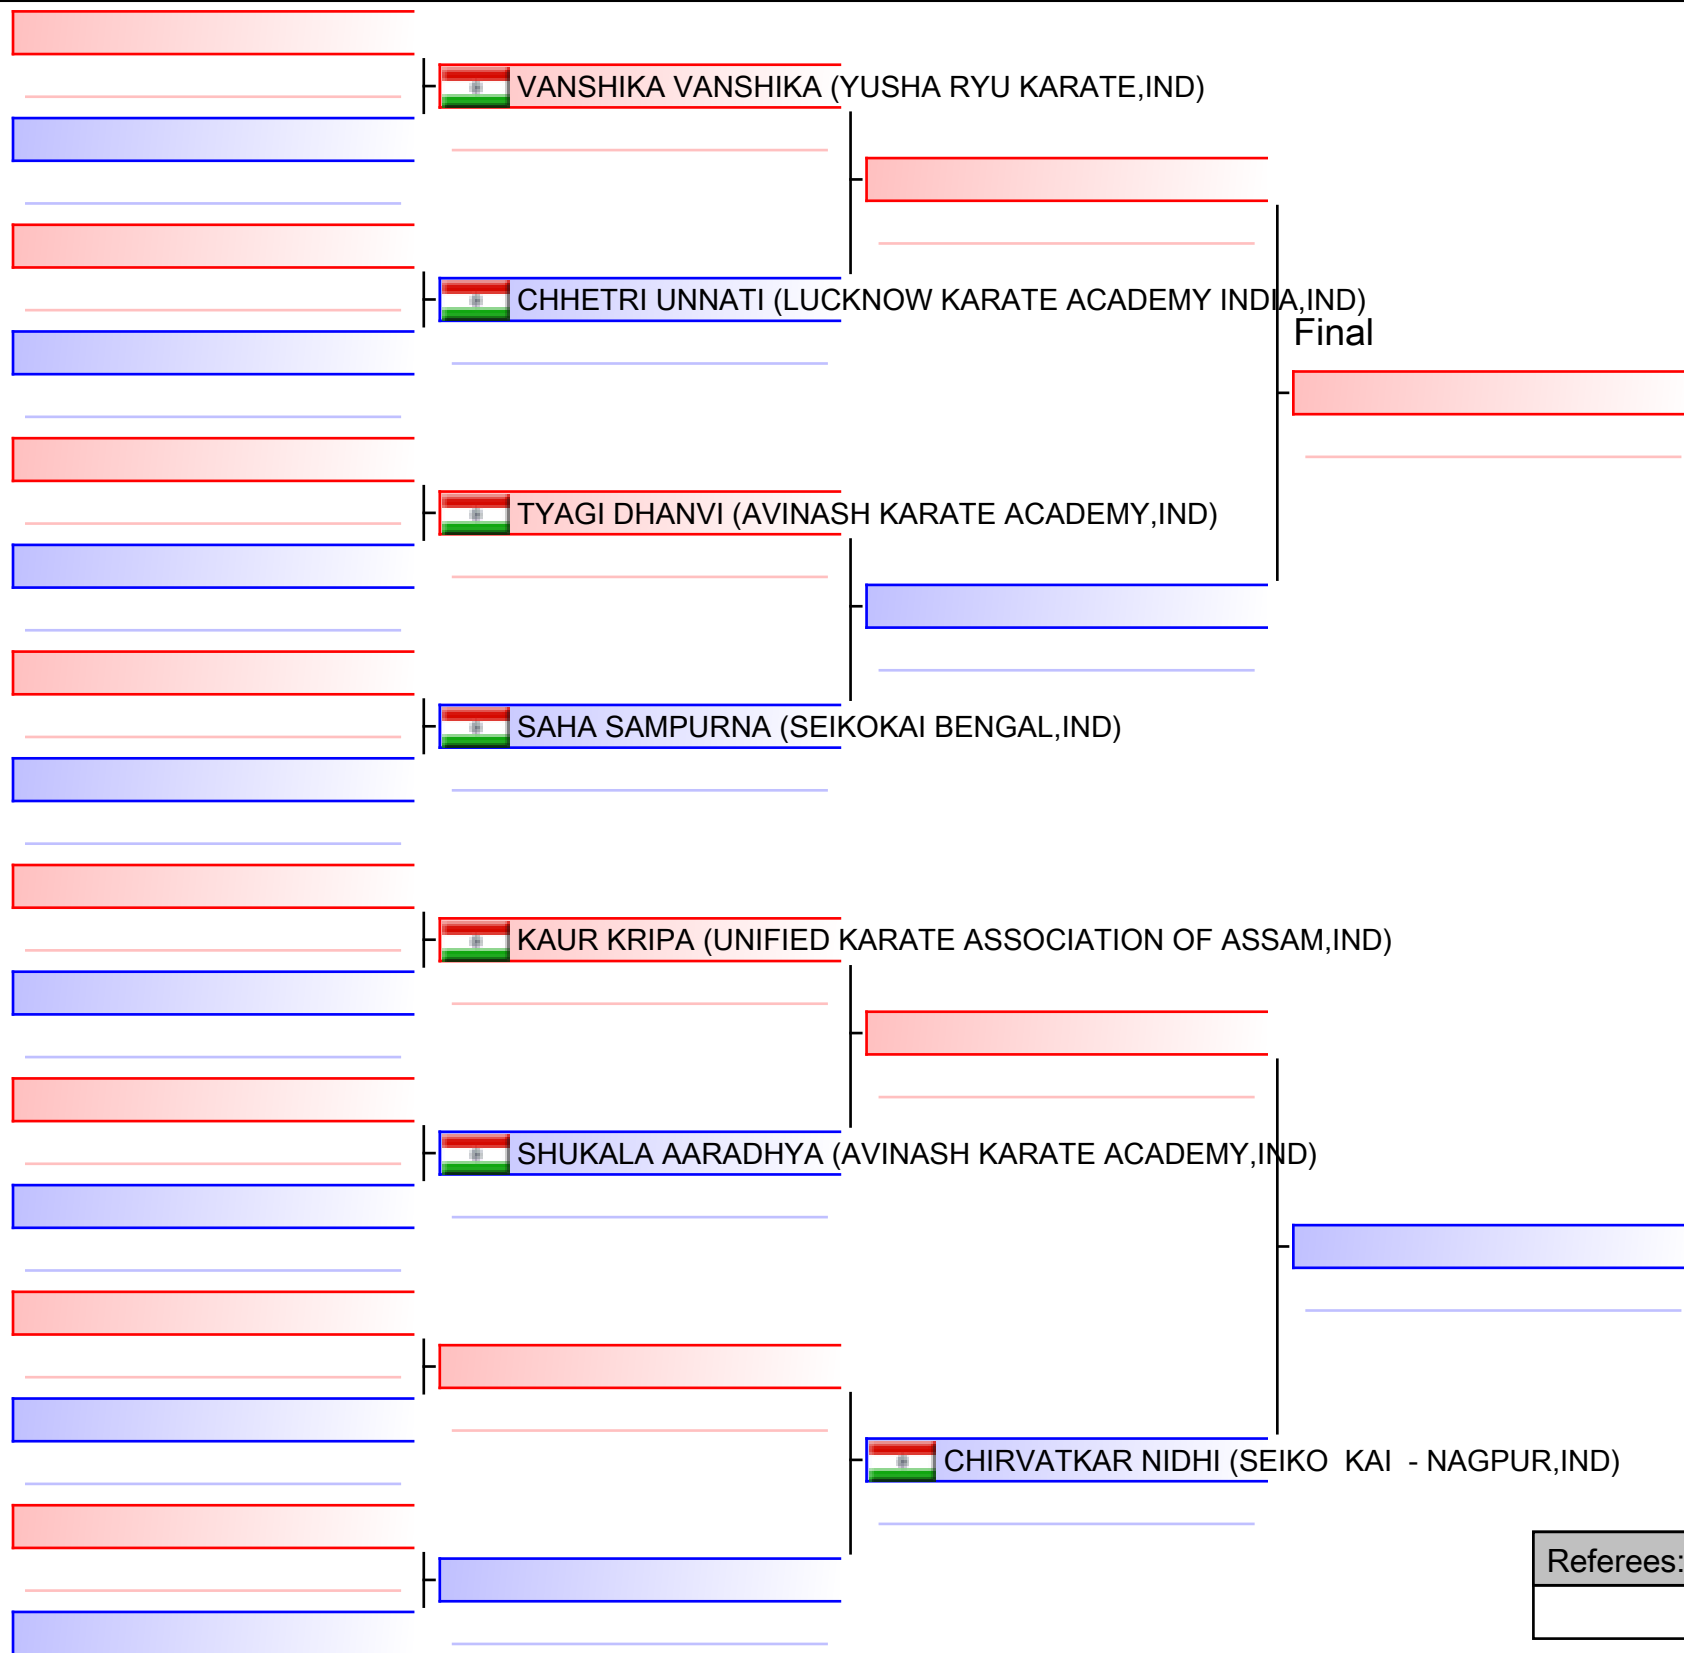 VANSHIKA VANSHIKA (YUSHA RYU KARATE,IND)
CHHETRI UNNATI (LUCKNOW KARATE ACADEMY INDIA,IND)
Final
TYAGI DHANVI (AVINASH KARATE ACADEMY,IND)
SAHA SAMPURNA (SEIKOKAI BENGAL,IND)
KAUR KRIPA (UNIFIED KARATE ASSOCIATION OF ASSAM,IND)
SHUKALA AARADHYA (AVINASH KARATE ACADEMY,IND)
CHIRVATKAR NIDHI (SEIKO  KAI  - NAGPUR,IND)
Referees: